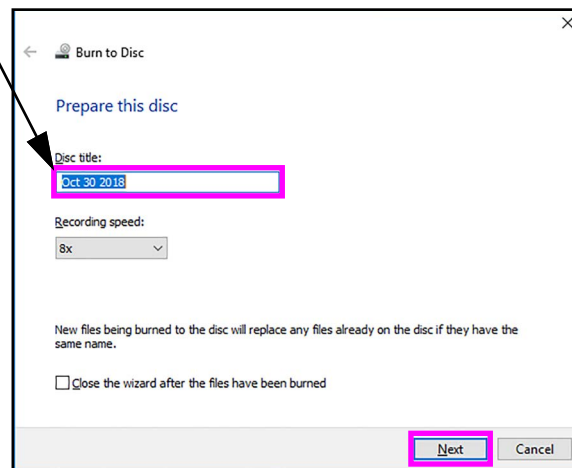 Burn to Disc
Prepare this disc
Disc title:
Oct 30 2018
Recording speed:
8x
New files being burned to the disc will replace any files already on the disc if they have the
same name.
Close the wizard after the files have been burned
Next Cancel